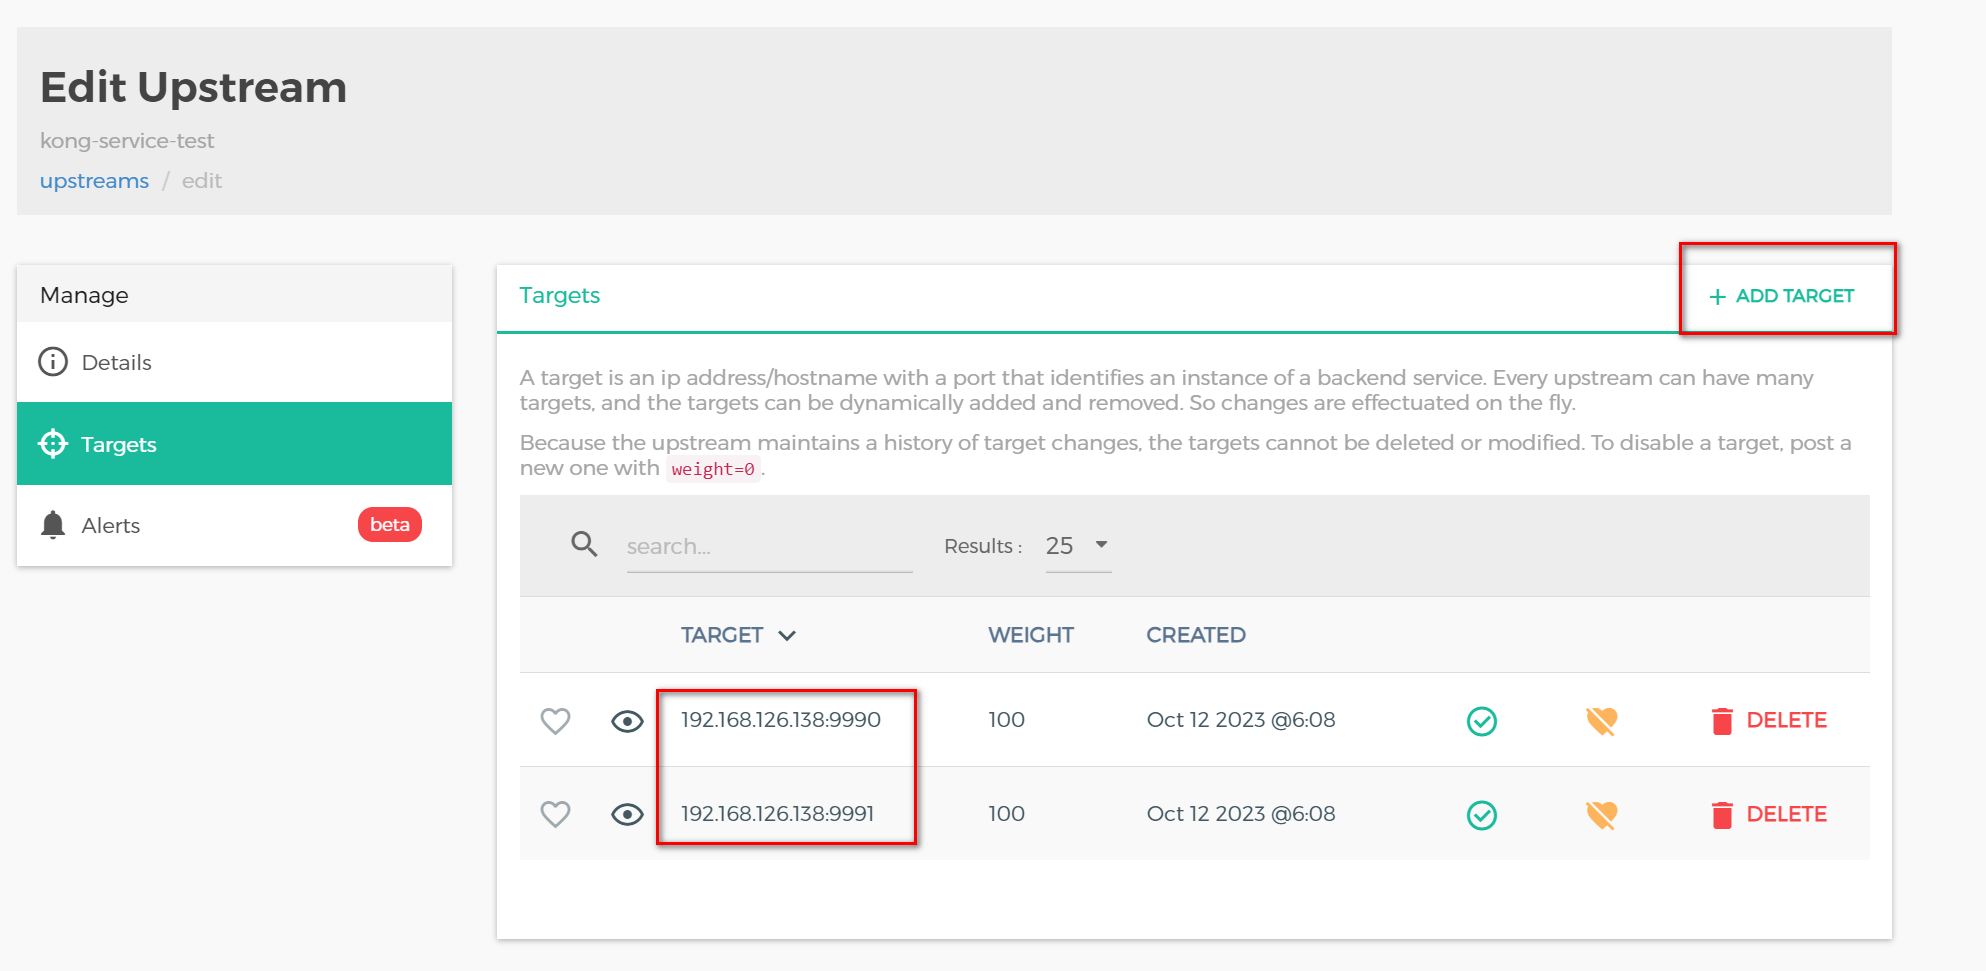 Edit Upstream
kong-service-test
upstreams / edit
Manage
Details
Targets
Alerts beta
Targets
+ ADD TARGET
A target is an ip address/hostname with a port that identifies an instance of a backend service. Every upstream can have many
targets, and the targets can be dynamically added and removed. So changes are effectuated on the fly.
Because the upstream maintains a history of target changes, the targets cannot be deleted or modified. To disable a target, post a
new one with weight=0.
search... Results : 25
TARGET WEIGHT CREATED
192.168.126.138:9990 100 Oct 12 2023 @6:08 DELETE
192.168.126.138:9991 100 Oct 12 2023 @6:08 DELETE